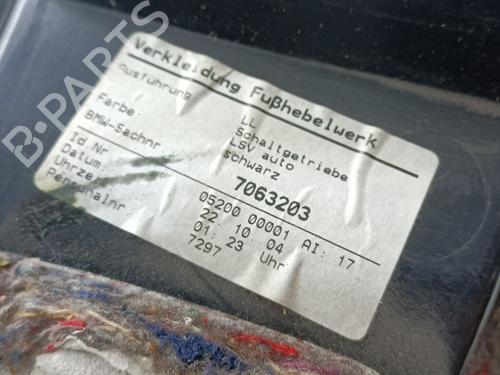 B-PARTS
Verkleidung Fußhebelwerk
Ausführung LL
Schaltgetriebe
LSV auto
Farbe: schwarz
BMW-Sachnr 7063203
Id.Nr 05200 00001 AI: 17
Datum 22.10.04
Uhrze 01:23 Uhr
Personalnr 7297